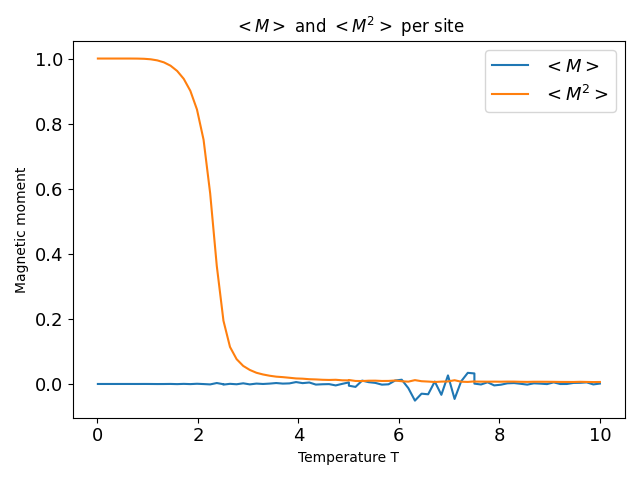 < M > and < M² > per site
< M >
< M² >
Magnetic moment
1.0
0.8
0.6
0.4
0.2
0.0
0 2 4 6 8 10
Temperature T